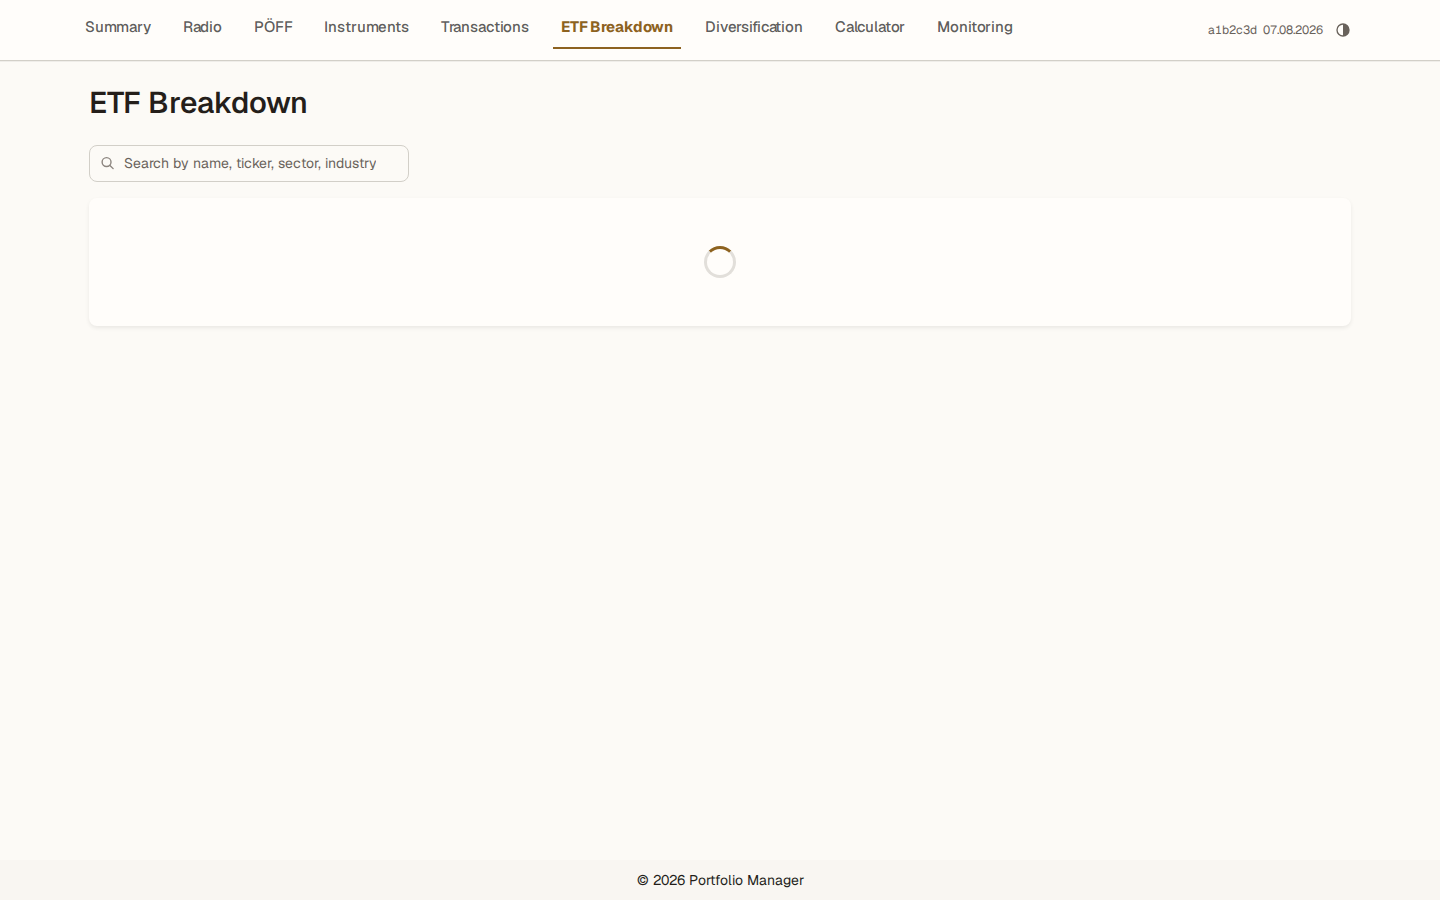 Summary Radio PÖFF Instruments Transactions ETF Breakdown Diversification Calculator Monitoring a1b2c3d 07.08.2026
ETF Breakdown
Search by name, ticker, sector, industry
© 2026 Portfolio Manager